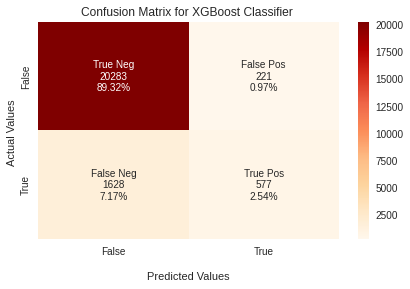 Confusion Matrix for XGBoost Classifier
True Neg
20283
89.32%
False Pos
221
0.97%
False Neg
1628
7.17%
True Pos
577
2.54%
False
True
Actual Values
False
True
Predicted Values
20000
17500
15000
12500
10000
7500
5000
2500